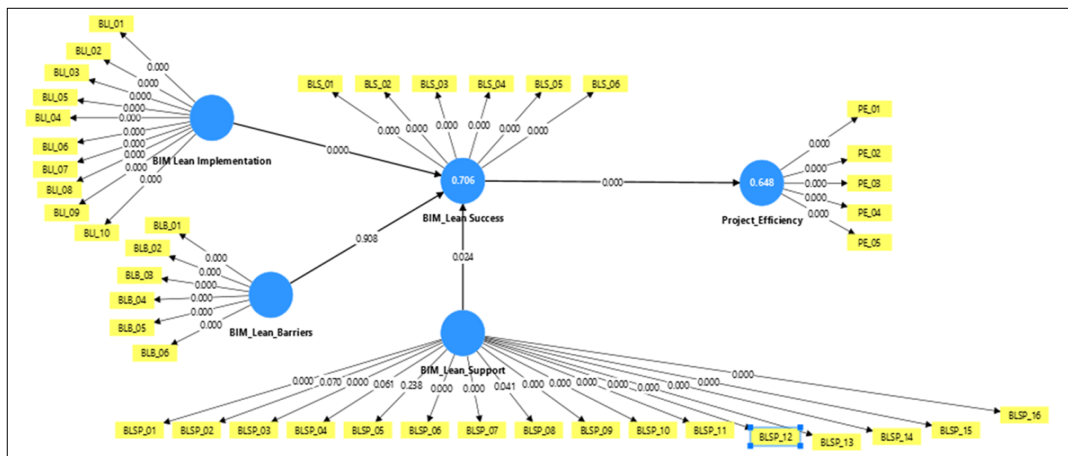 BLI_01
BLI_02
BLI_03
BLI_05
BLI_04
BLI_06
BLI_07
BLI_08
BLI_09
BLI_10
0.000
0.000
0.000
0.000
0.000
0.000
0.000
0.000
0.000
0.000
BIM Lean Implementation
0.000
BLS_01
BLS_02
BLS_03
BLS_04
BLS_05
BLS_06
0.000
0.000
0.000
0.000
0.000
0.000
0.706
BIM_Lean Success
0.000
PE_01
PE_02
PE_03
PE_04
PE_05
0.000
0.000
0.000
0.000
0.000
0.648
Project_Efficiency
BLB_01
BLB_02
BLB_03
BLB_04
BLB_05
BLB_06
0.000
0.000
0.000
0.000
0.000
0.000
BIM_Lean_Barriers
0.908
0.024
BIM_Lean_Support
0.000
0.070
0.000
0.061
0.238
0.000
0.000
0.041
0.000
0.000
0.000
0.000
0.000
0.000
0.000
0.000
BLSP_01
BLSP_02
BLSP_03
BLSP_04
BLSP_05
BLSP_06
BLSP_07
BLSP_08
BLSP_09
BLSP_10
BLSP_11
BLSP_12
BLSP_13
BLSP_14
BLSP_15
BLSP_16